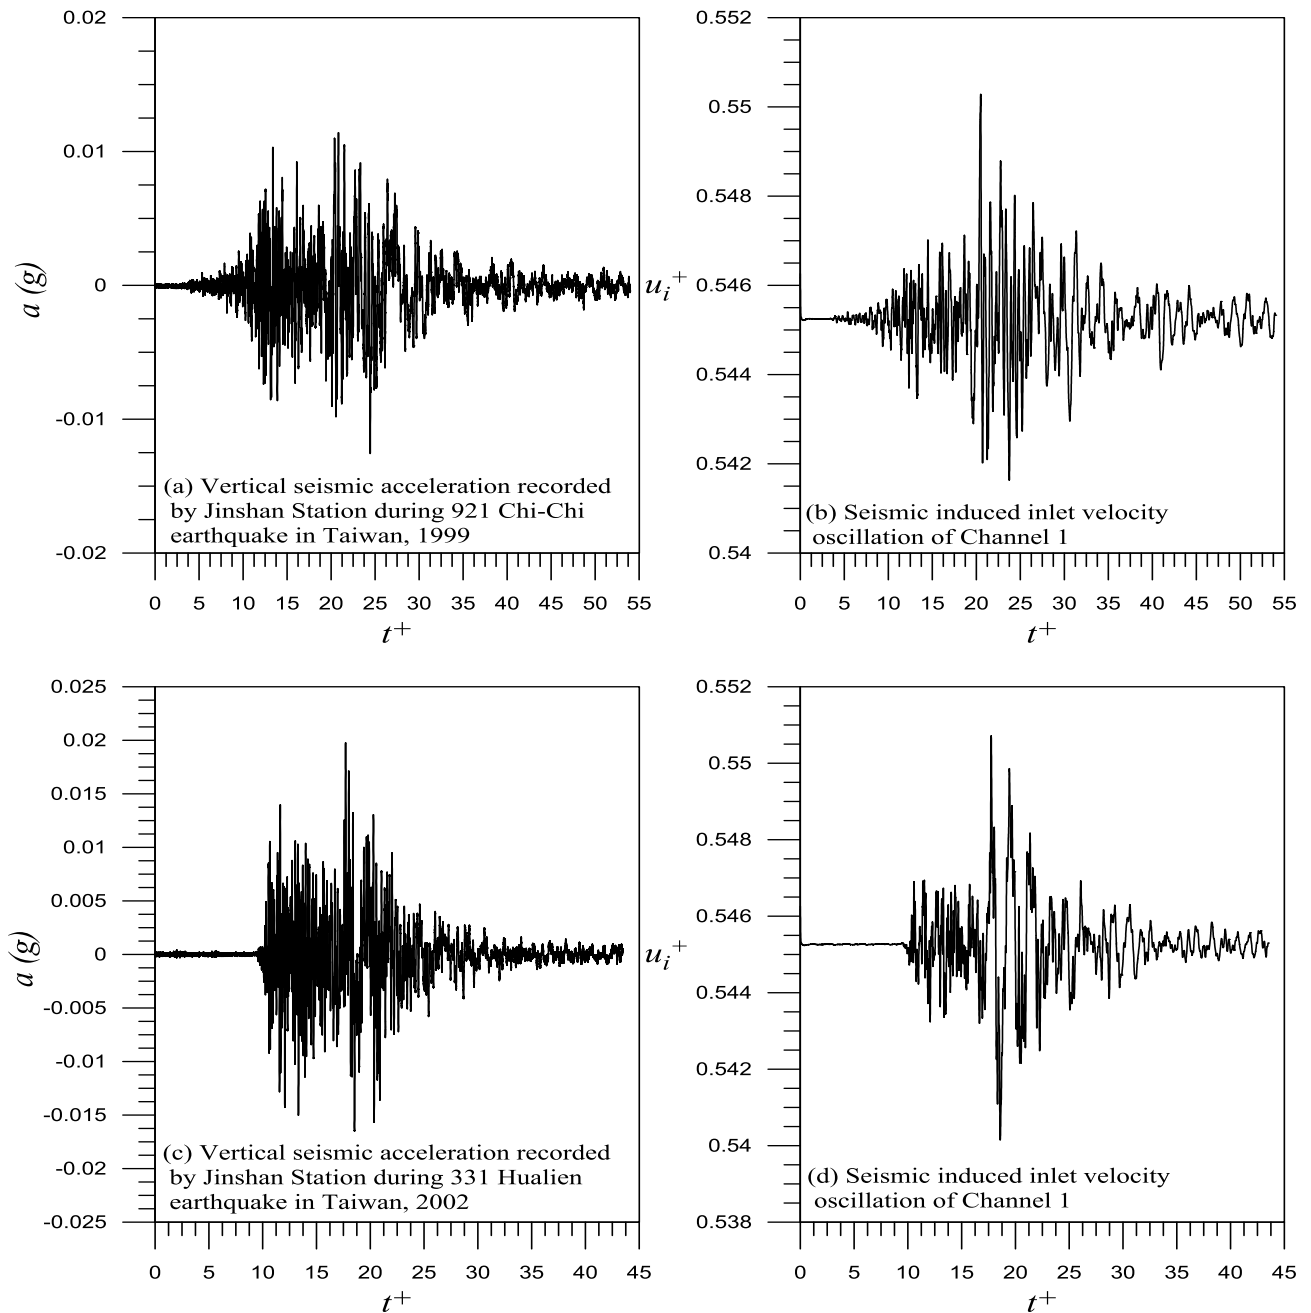 0.02
0.01
0
-0.01
-0.02
a (g)
0 5 10 15 20 25 30 35 40 45 50 55
t+
(a) Vertical seismic acceleration recorded
by Jinshan Station during 921 Chi-Chi
earthquake in Taiwan, 1999
0.552
0.55
0.548
0.546
0.544
0.542
0.54
ui+
0 5 10 15 20 25 30 35 40 45 50 55
t+
(b) Seismic induced inlet velocity
oscillation of Channel 1
0.025
0.02
0.015
0.01
0.005
0
-0.005
-0.01
-0.015
-0.02
-0.025
a (g)
0 5 10 15 20 25 30 35 40 45
t+
(c) Vertical seismic acceleration recorded
by Jinshan Station during 331 Hualien
earthquake in Taiwan, 2002
0.552
0.55
0.548
0.546
0.544
0.542
0.54
0.538
ui+
0 5 10 15 20 25 30 35 40 45
t+
(d) Seismic induced inlet velocity
oscillation of Channel 1